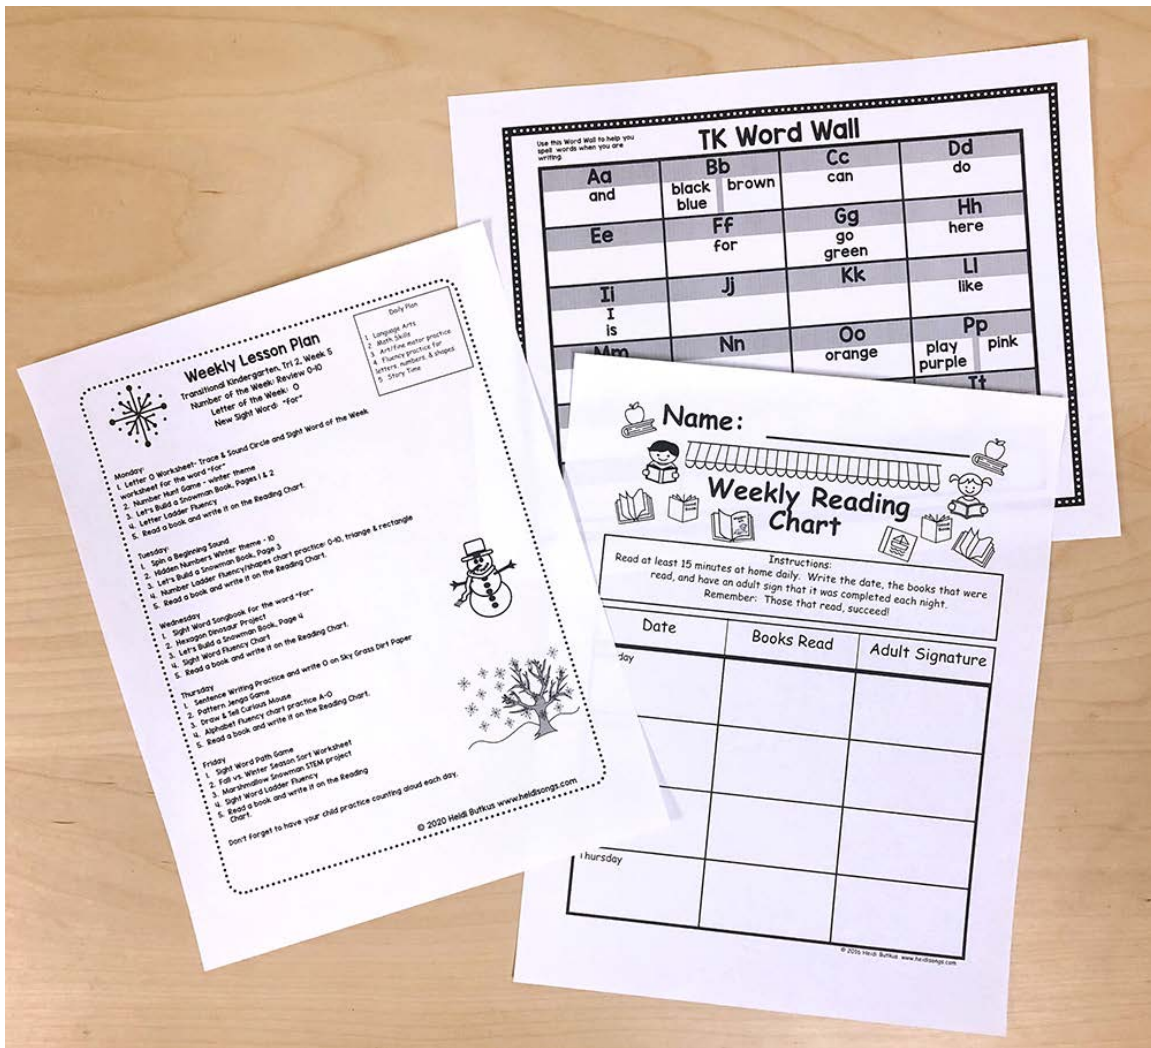 Weekly Lesson Plan
Transitional Kindergarten, Tri 2, Week 5
Number of the Week: Review 0-10
Letter of the Week: O
New Sight Word: "for"
Daily Plan
1. Language Arts
2. Math Skills
3. Art/fine motor practice
4. Fluency practice for
letters, numbers, & shapes
5. Story Time
Monday:
1. Letter O Worksheet- Trace & Sound Circle and Sight Word of the Week
worksheet for the word "for"
2. Number Hunt Game - winter theme
3. Let's Build a Snowman Book, Pages 1 & 2
4. Letter Ladder Fluency
5. Read a book and write it on the Reading Chart.
Tuesday:
1. Spin a Beginning Sound
2. Hidden Numbers Winter theme - 10
3. Let's Build a Snowman Book, Page 3
4. Number Ladder Fluency/shapes chart practice: 0-10, triangle & rectangle
5. Read a book and write it on the Reading Chart.
Wednesday
1. Sight Word Songbook for the word "for"
2. Hexagon Dinosaur Project
3. Let's Build a Snowman Book, Page 4
4. Sight Word Fluency Chart
5. Read a book and write it on the Reading Chart.
Thursday
1. Sentence Writing Practice and write O on Sky Grass Dirt Paper
2. Pattern Jenga Game
3. Draw & Tell Curious Mouse
4. Alphabet Fluency chart practice A-O
5. Read a book and write it on the Reading Chart.
Friday
1. Sight Word Path Game
2. Fall vs. Winter Season Sort Worksheet
3. Marshmallow Snowman STEM project
4. Sight Word Ladder Fluency
5. Read a book and write it on the Reading
Chart.
Don't forget to have your child practice counting aloud each day.
© 2020 Heidi Butkus www.heidisongs.com
Use this Word Wall to help you
spell words when you are
writing.
TK Word Wall
Aa Bb Cc Dd
and black brown can do
blue
Ee Ff Gg Hh
for go here
green
Ii Jj Kk Ll
I like
is
Mm Nn Oo Pp
orange play pink
purple
Tt
Name:
Weekly Reading
Chart
Instructions:
Read at least 15 minutes at home daily. Write the date, the books that were
read, and have an adult sign that it was completed each night.
Remember: Those that read, succeed!
Date Books Read Adult Signature
day
Thursday
© 2016 Heidi Butkus www.heidisongs.com